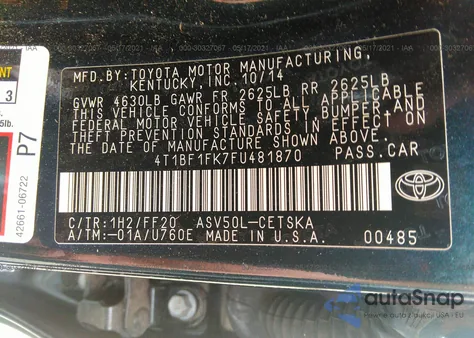 MFD.BY:TOYOTA MOTOR MANUFACTURING,
KENTUCKY, INC. 10/14
GVWR 4630LB GAWR FR 2625LB RR 2625LB
THIS VEHICLE CONFORMS TO ALL APPLICABLE
FEDERAL MOTOR VEHICLE SAFETY,BUMPER,AND
THEFT PREVENTION STANDARDS IN EFFECT ON
THE DATE OF MANUFACTURE SHOWN ABOVE.
4T1BF1FK7FU481870 PASS.CAR
C/TR:1H2/FF20 ASV50L-CETSKA
A/TM:-01A/U760E MADE IN U.S.A. 00485
TOYOTA
P7
42661-06722
3
autoSnap